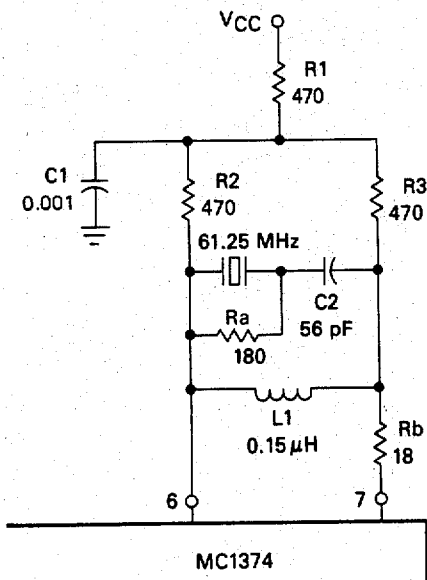 VCC
R1
470
C1
0.001
R2
470
R3
470
61.25 MHz
C2
56 pF
Ra
180
L1
0.15 μH
Rb
18
6
7
MC1374